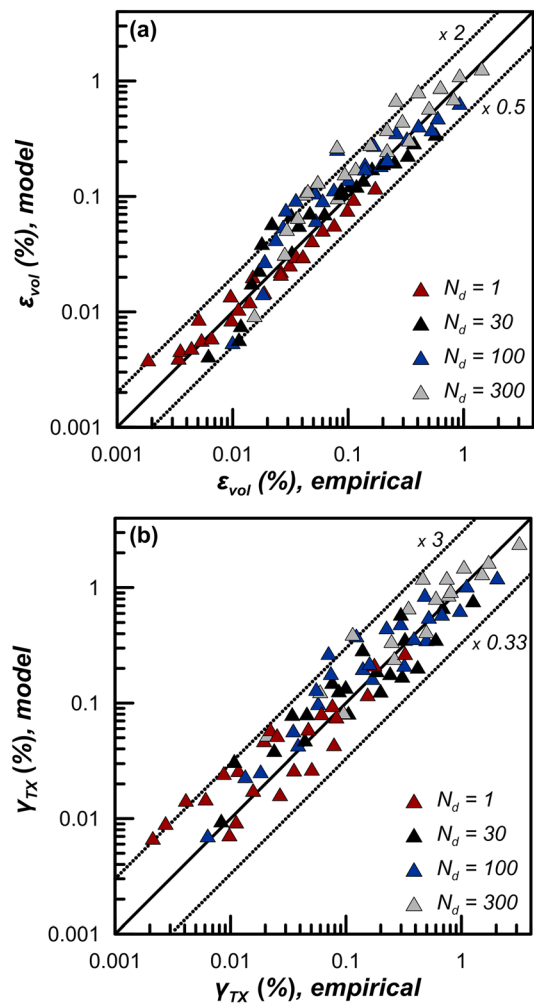 (a)
x 2
x 0.5
1
0.1
0.01
0.001
ε_vol (%), model
N_d = 1
N_d = 30
N_d = 100
N_d = 300
0.001 0.01 0.1 1
ε_vol (%), empirical
(b)
x 3
x 0.33
1
0.1
0.01
0.001
γ_TX (%), model
N_d = 1
N_d = 30
N_d = 100
N_d = 300
0.001 0.01 0.1 1
γ_TX (%), empirical